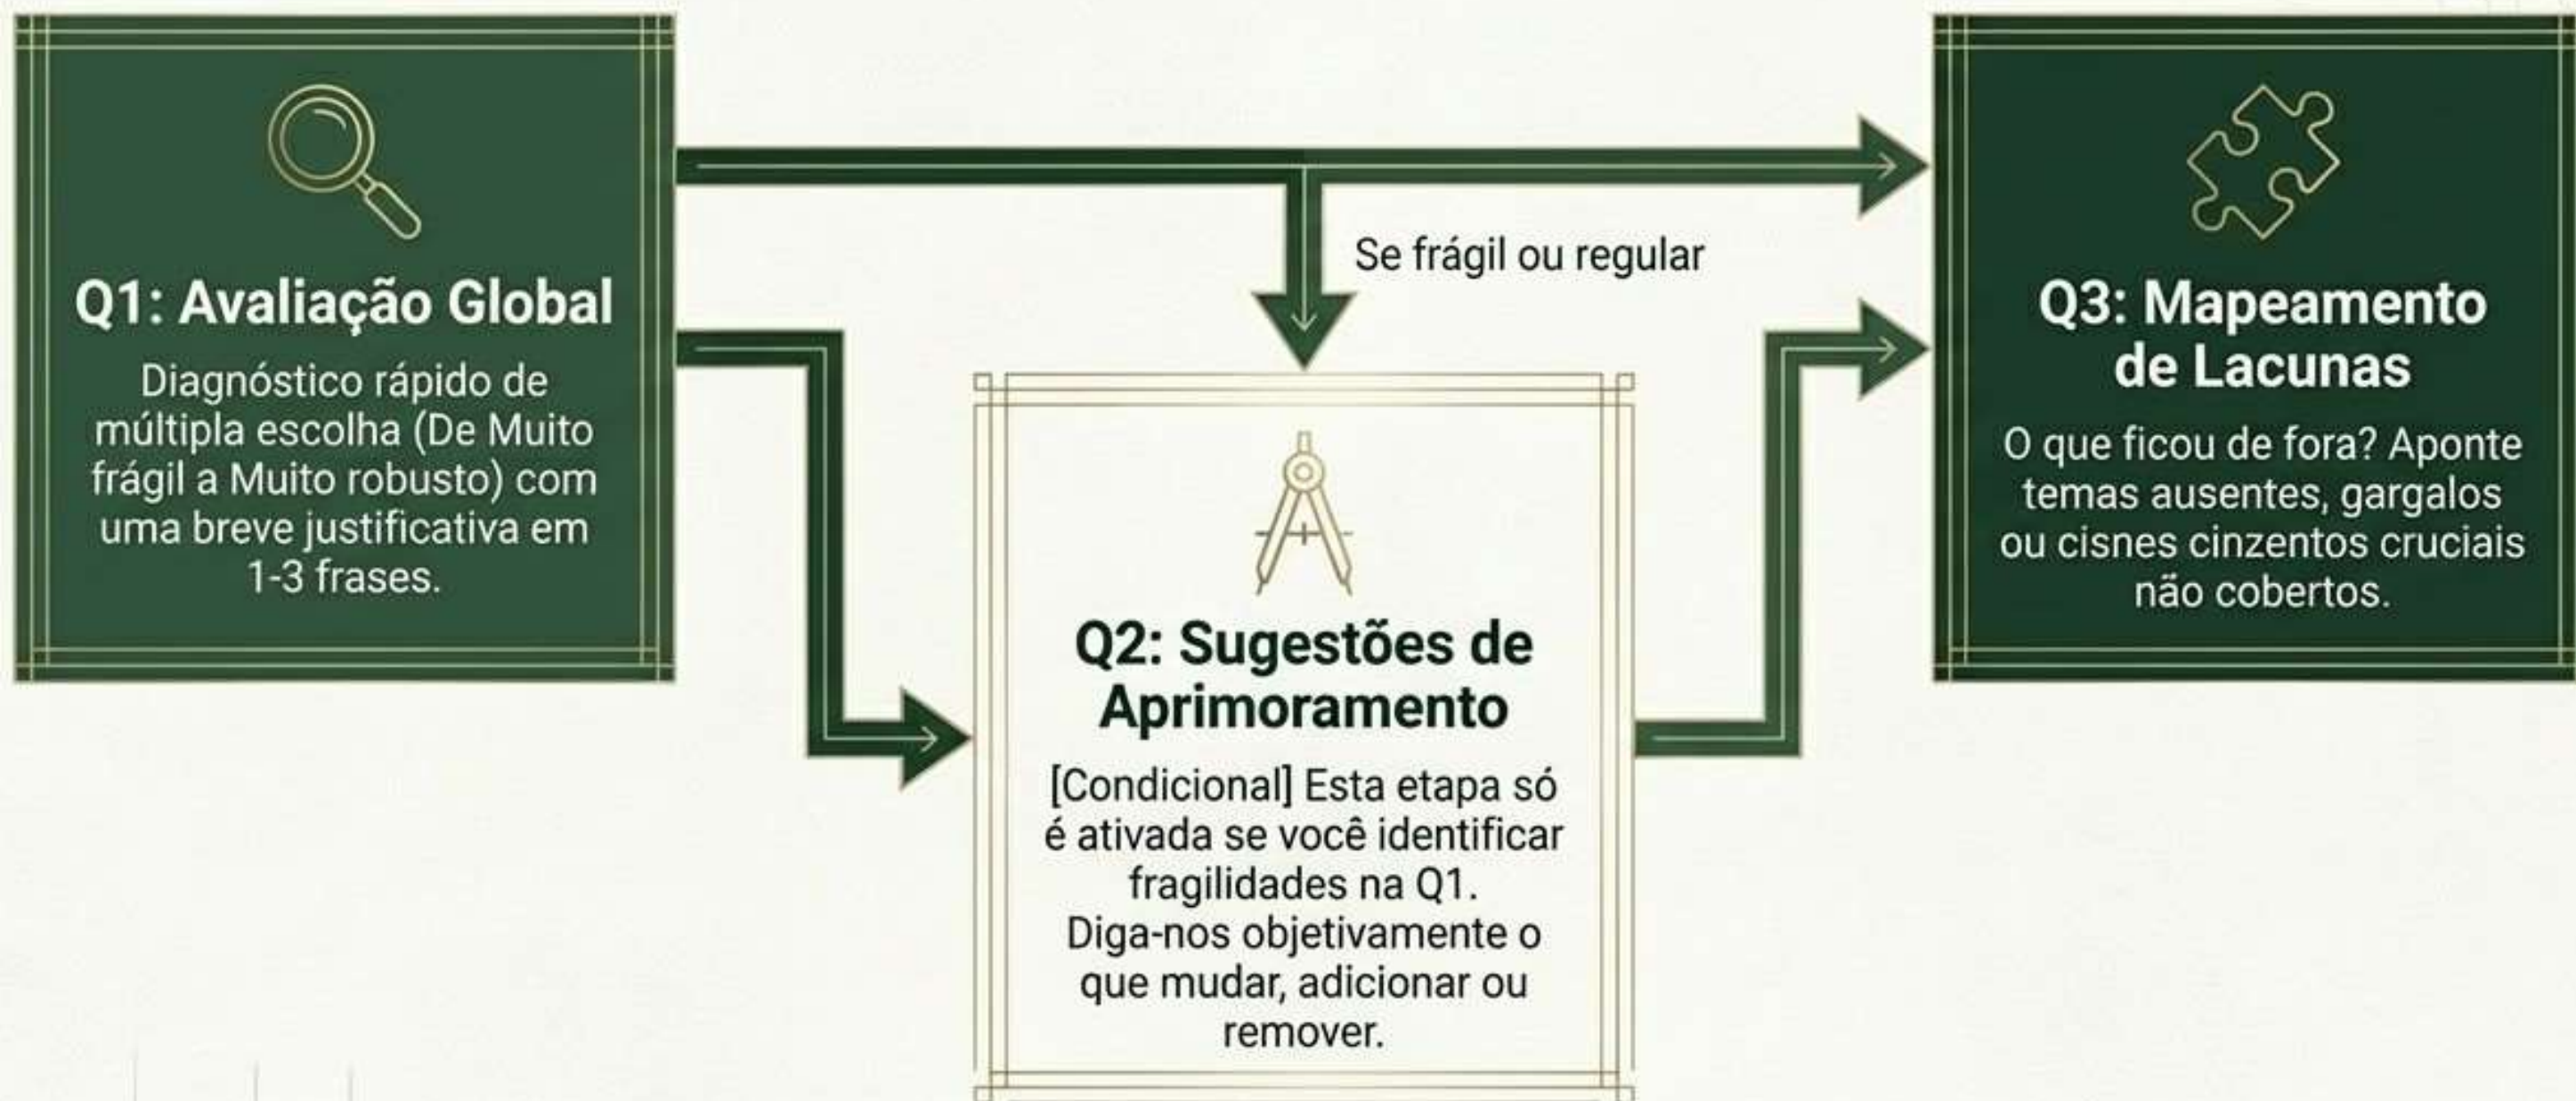 Q1: Avaliação Global
Diagnóstico rápido de
múltipla escolha (De Muito
frágil a Muito robusto) com
uma breve justificativa em
1-3 frases.
Se frágil ou regular
Q2: Sugestões de
Aprimoramento
[Condicional] Esta etapa só
é ativada se você identificar
fragilidades na Q1.
Diga-nos objetivamente o
que mudar, adicionar ou
remover.
Q3: Mapeamento
de Lacunas
O que ficou de fora? Aponte
temas ausentes, gargalos
ou cisnes cinzentos cruciais
não cobertos.